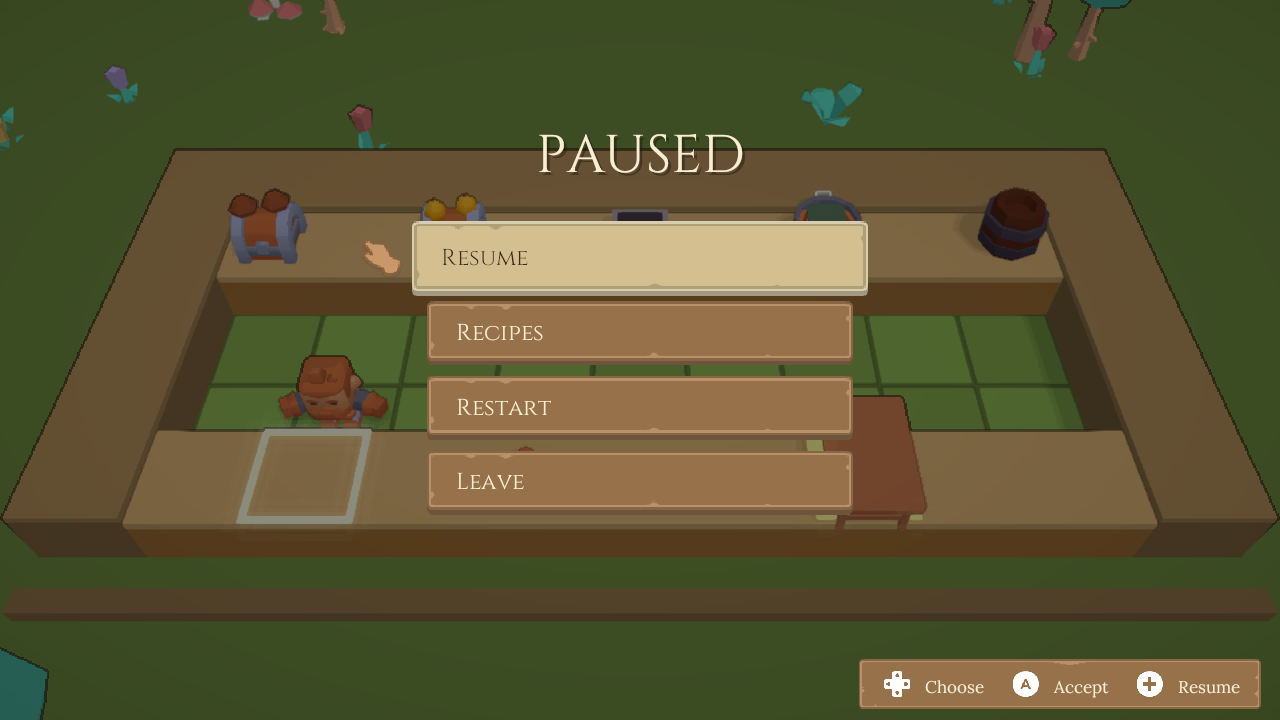 PAUSED
Resume
Recipes
Restart
Leave
Choose A Accept Resume